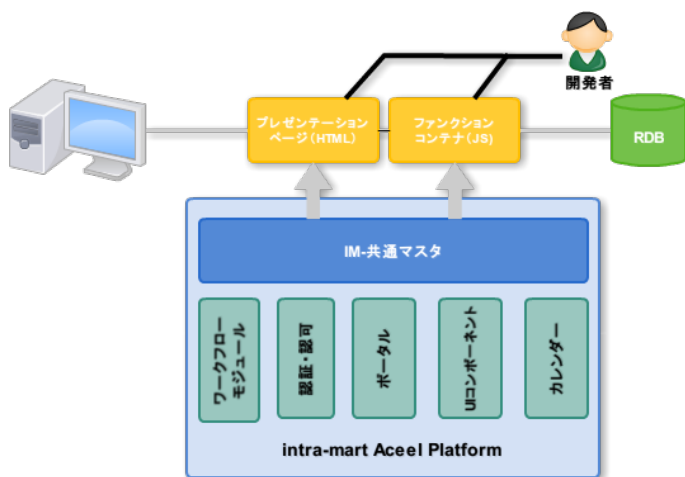 開発者
プレゼンテーション
ページ(HTML)
ファンクション
コンテナ(JS)
RDB
IM-共通マスタ
ワークフロー
モジュール
認証・認可
ポータル
UIコンポーネント
カレンダー
intra-mart Aceel Platform